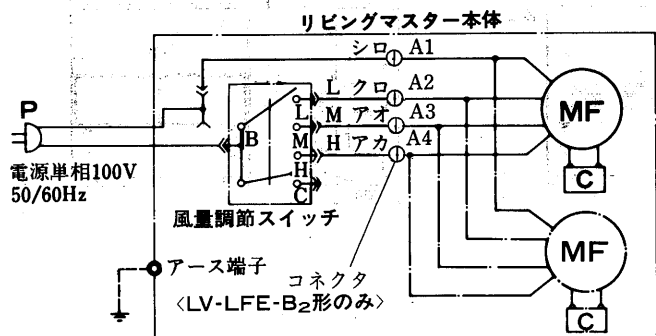 リビングマスター本体
シロ A1
L クロ A2
M アオ A3
H アカ A4
P
電源単相100V
50/60Hz
B
L
M
H
C
風量調節スイッチ
MF
C
MF
C
アース端子
コネクタ
〈LV-LFE-B₂形のみ〉